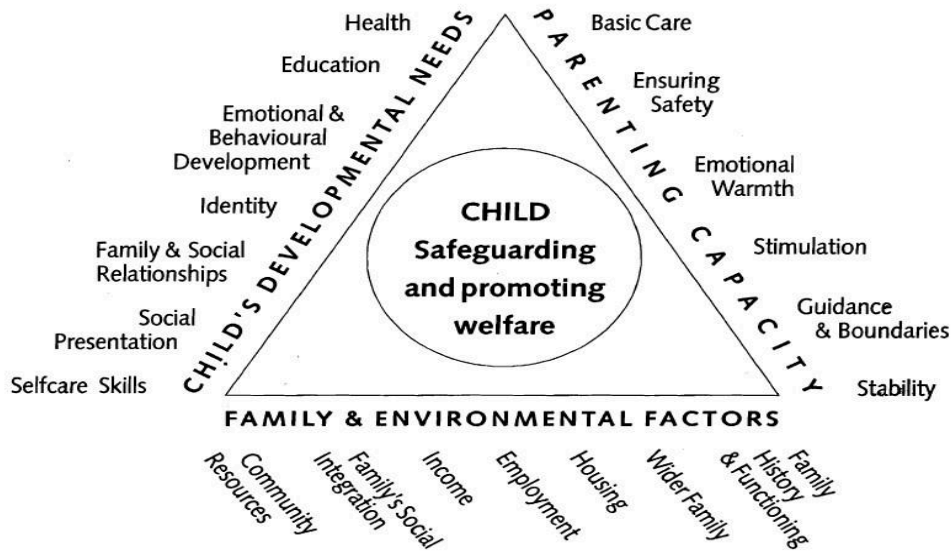 Health
Education
Emotional &
Behavioural
Development
Identity
Family & Social
Relationships
Social
Presentation
Selfcare Skills
CHILD'S DEVELOPMENTAL NEEDS
PARENTING CAPACITY
Basic Care
Ensuring
Safety
Emotional
Warmth
Stimulation
Guidance
& Boundaries
Stability
CHILD
Safeguarding
and promoting
welfare
FAMILY & ENVIRONMENTAL FACTORS
Community
Resources
Family's Social
Integration
Income
Employment
Housing
Wider Family
Family
History
& Functioning